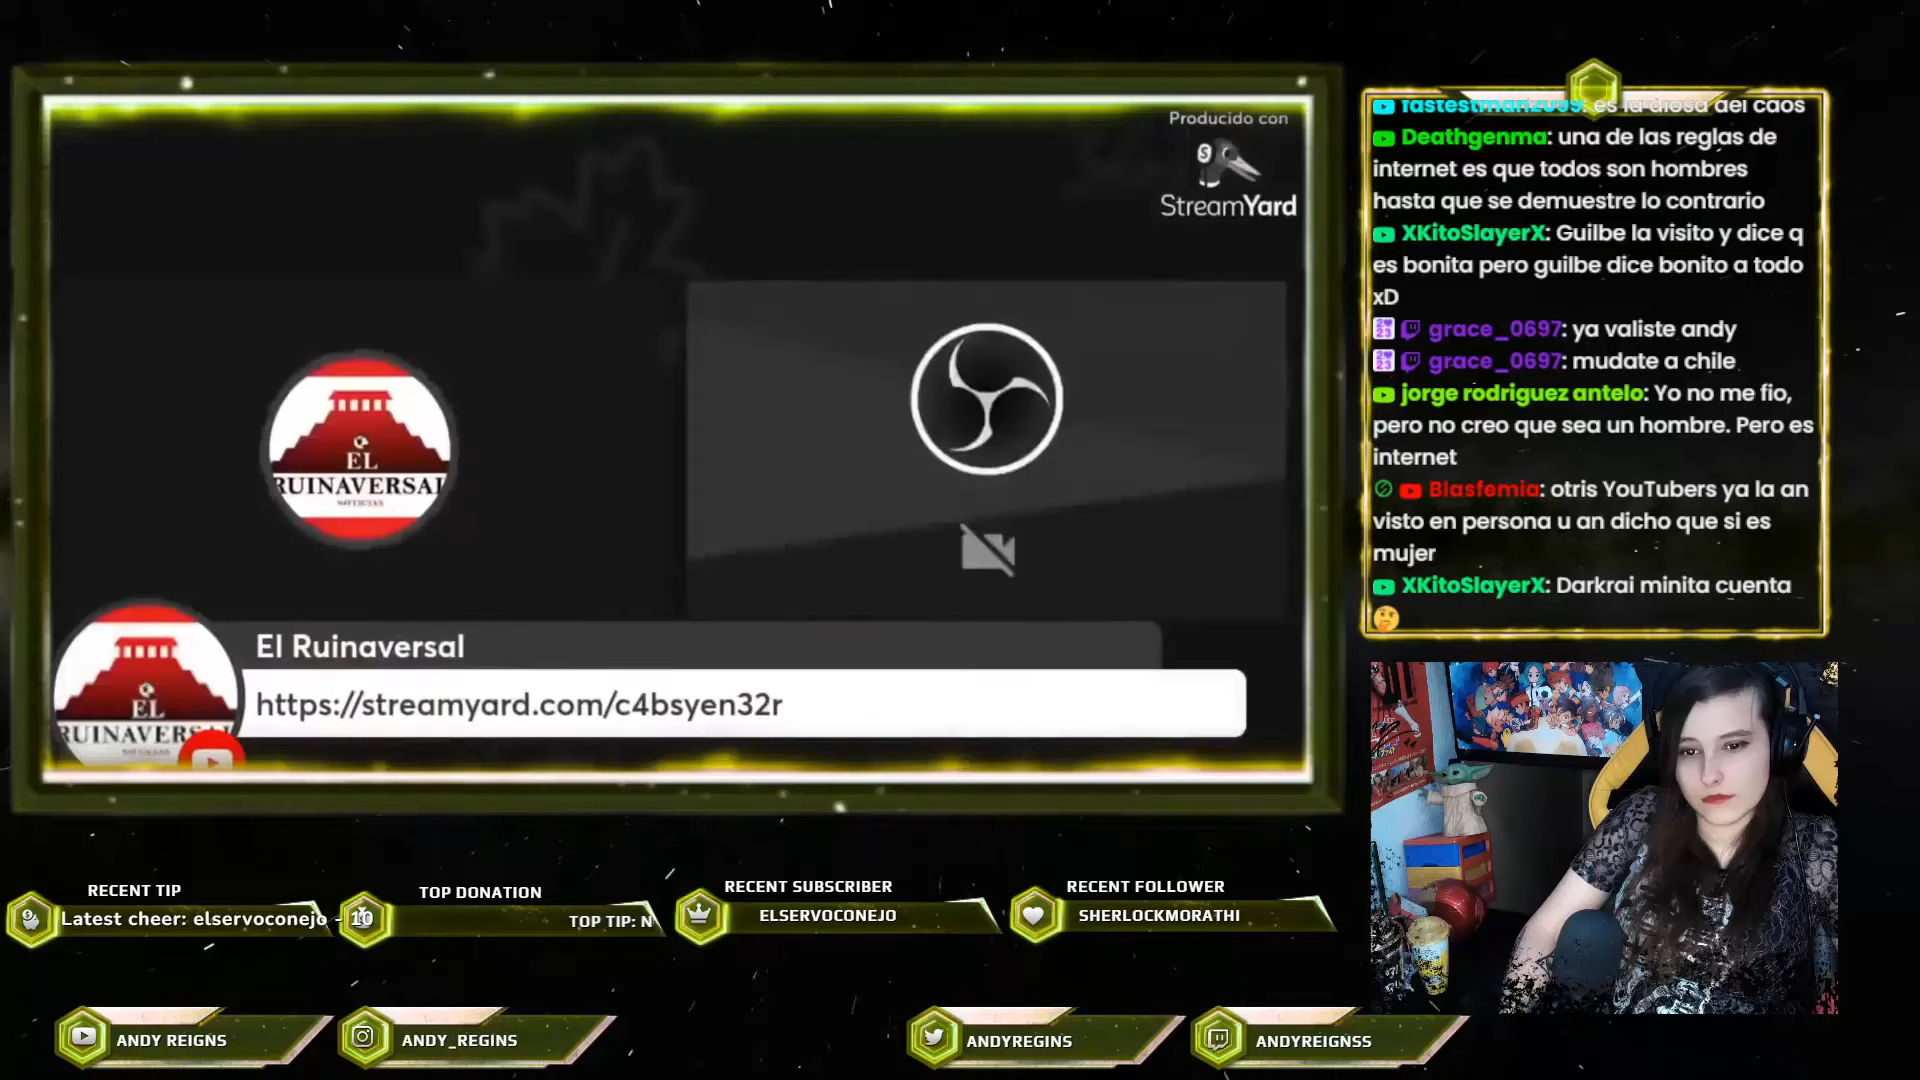 Producido con
StreamYard
EL
RUINAVERSAL
NOTICIAS
EL
RUINAVERS
El Ruinaversal
https://streamyard.com/c4bsyen32r
fastestman2099: es la diosa del caos
Deathgenma: una de las reglas de
internet es que todos son hombres
hasta que se demuestre lo contrario
XKitoSlayerX: Guilbe la visito y dice q
es bonita pero guilbe dice bonito a todo
xD
grace_0697: ya valiste andy
grace_0697: mudate a chile
jorge rodriguez antelo: Yo no me fio,
pero no creo que sea un hombre. Pero es
internet
Blasfemia: otris YouTubers ya la an
visto en persona u an dicho que si es
mujer
XKitoSlayerX: Darkrai minita cuenta
RECENT TIP
Latest cheer: elservoconejo - 10
TOP DONATION
TOP TIP: N
RECENT SUBSCRIBER
ELSERVOCONEJO
RECENT FOLLOWER
SHERLOCKMORATHI
ANDY REIGNS
ANDY_REGINS
ANDYREGINS
ANDYREIGNSS